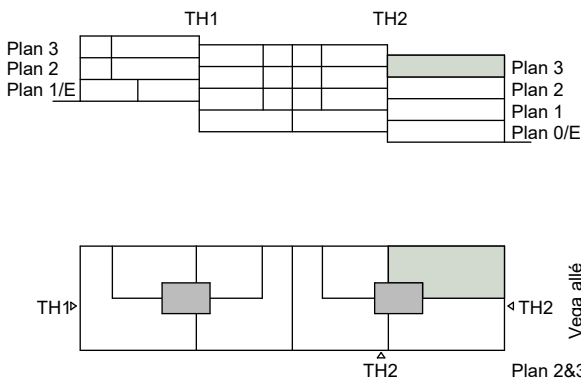 TH1 TH2
Plan 3
Plan 2
Plan 1/E
Plan 3
Plan 2
Plan 1
Plan 0/E
TH1
TH2
Vega allé
TH2
Plan 2&3